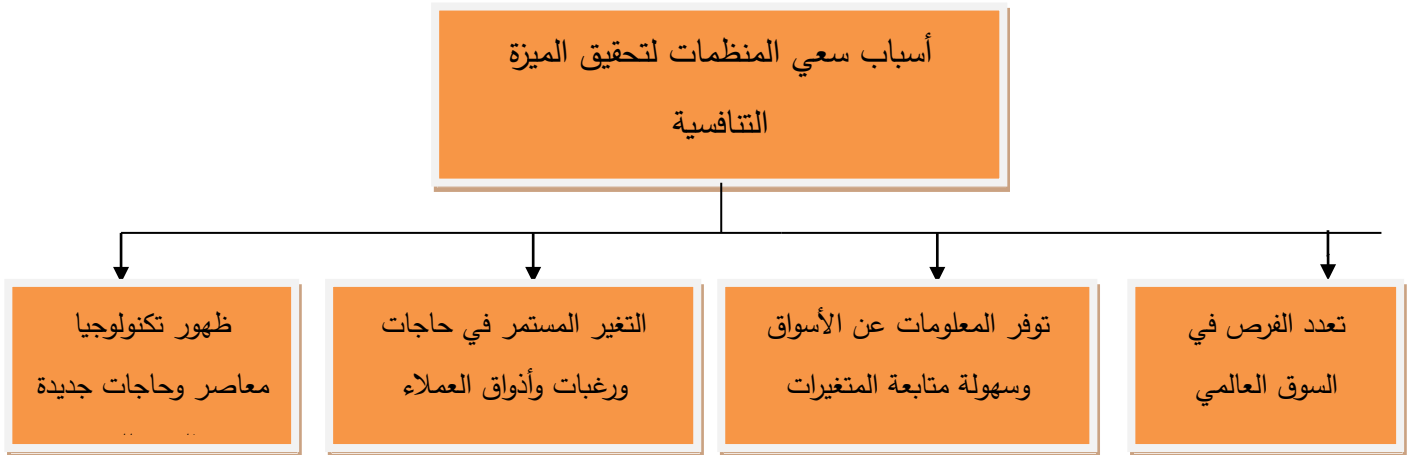 أسباب سعي المنظمات لتحقيق الميزة
التنافسية
تعدد الفرص في
السوق العالمي
توفر المعلومات عن الأسواق
وسهولة متابعة المتغيرات
التغير المستمر في حاجات
ورغبات وأذواق العملاء
ظهور تكنولوجيا
معاصر وحاجات جديدة